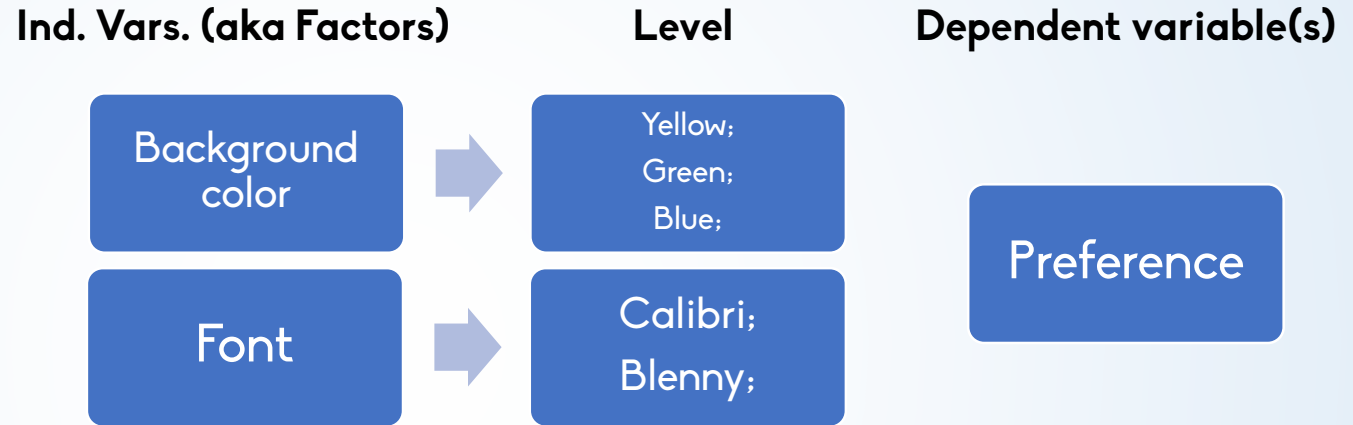 Ind. Vars. (aka Factors)
Level
Dependent variable(s)
Background
color
Yellow;
Green;
Blue;
Preference
Font
Calibri;
Blenny;